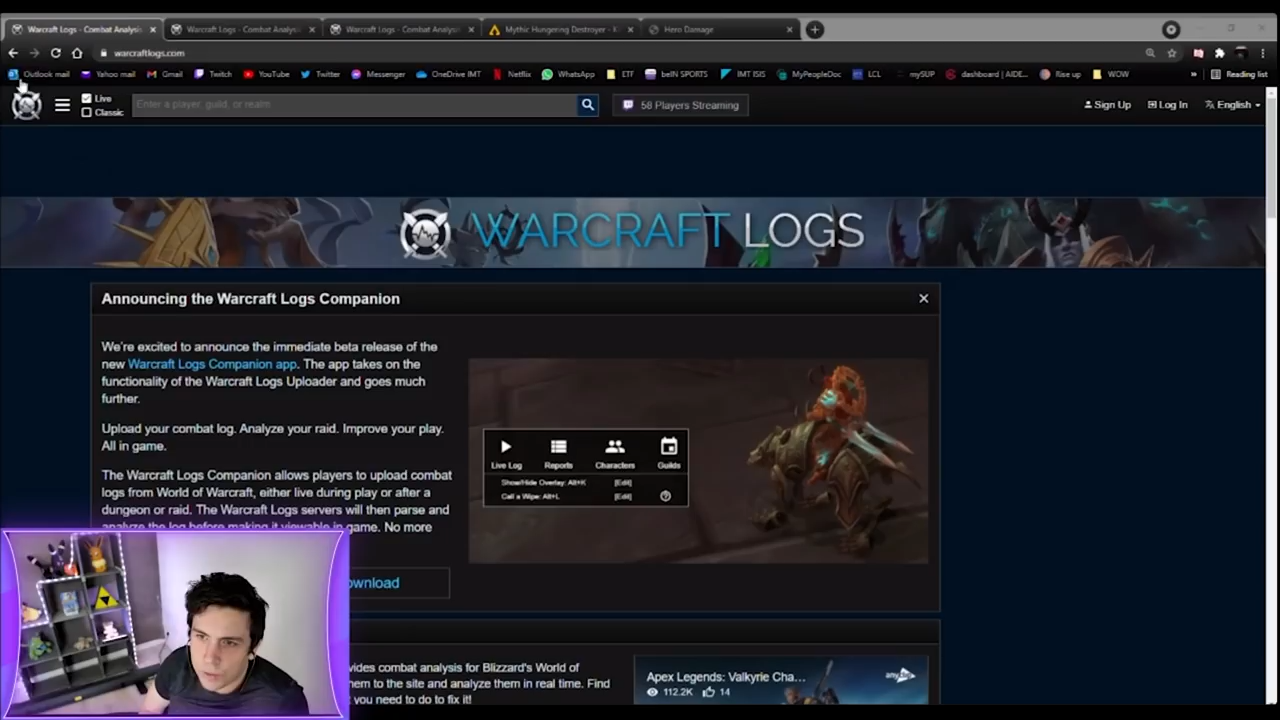 Warcraft Logs - Combat Analysis
Warcraft Logs - Combat Analysis
Warcraft Logs - Combat Analysis
Mythic Hungering Destroyer - K
Hero Damage
warcraftlogs.com
Outlook mail
Yahoo mail
Gmail
Twitch
YouTube
Twitter
Messenger
OneDrive IMT
Netflix
WhatsApp
ETF
beIN SPORTS
IMT ISIS
MyPeopleDoc
LCL
mySUP
dashboard | AIDE...
Rise up
WOW
»
Reading list
Live
Classic
Enter a player, guild, or realm
58 Players Streaming
Sign Up
Log In
English
WARCRAFT LOGS
Announcing the Warcraft Logs Companion
We're excited to announce the immediate beta release of the
new Warcraft Logs Companion app. The app takes on the
functionality of the Warcraft Logs Uploader and goes much
further.
Upload your combat log. Analyze your raid. Improve your play.
All in game.
The Warcraft Logs Companion allows players to upload combat
logs from World of Warcraft, either live during play or after a
dungeon or raid. The Warcraft Logs servers will then parse and
analyze the log before making it viewable in game. No more
ownload
Live Log
Reports
Characters
Guilds
Show/Hide Overlay: Alt+K
[Edit]
Call a Wipe: Alt+L
[Edit]
vides combat analysis for Blizzard's World of
hem to the site and analyze them in real time. Find
t you need to do to fix it!
Apex Legends: Valkyrie Cha...
112.2K
14